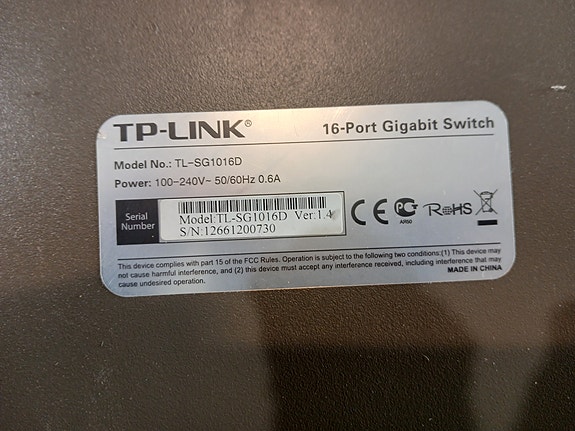 TP-LINK®
16-Port Gigabit Switch
Model No.: TL-SG1016D
Power: 100-240V~ 50/60Hz 0.6A
Serial
Number
Model:TL-SG1016D Ver:1.4
S/N:12661200730
CE
AR50
RoHS
This device complies with part 15 of the FCC Rules. Operation is subject to the following two conditions:(1) This device may
not cause harmful interference, and (2) this device must accept any interference received, including interference that may
cause undesired operation.
MADE IN CHINA